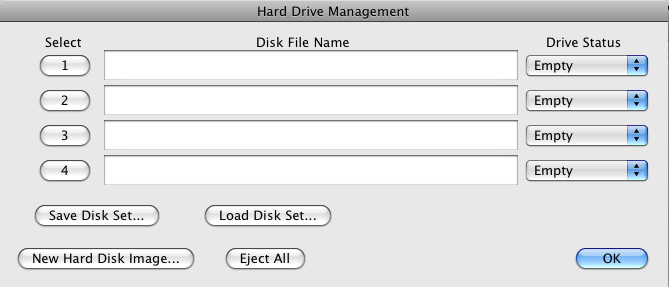 Hard Drive Management
Select Disk File Name Drive Status
1 Empty
2 Empty
3 Empty
4 Empty
Save Disk Set... Load Disk Set...
New Hard Disk Image... Eject All OK